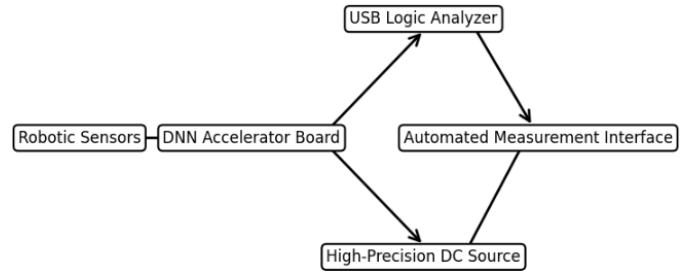 USB Logic Analyzer
Robotic Sensors
DNN Accelerator Board
Automated Measurement Interface
High-Precision DC Source